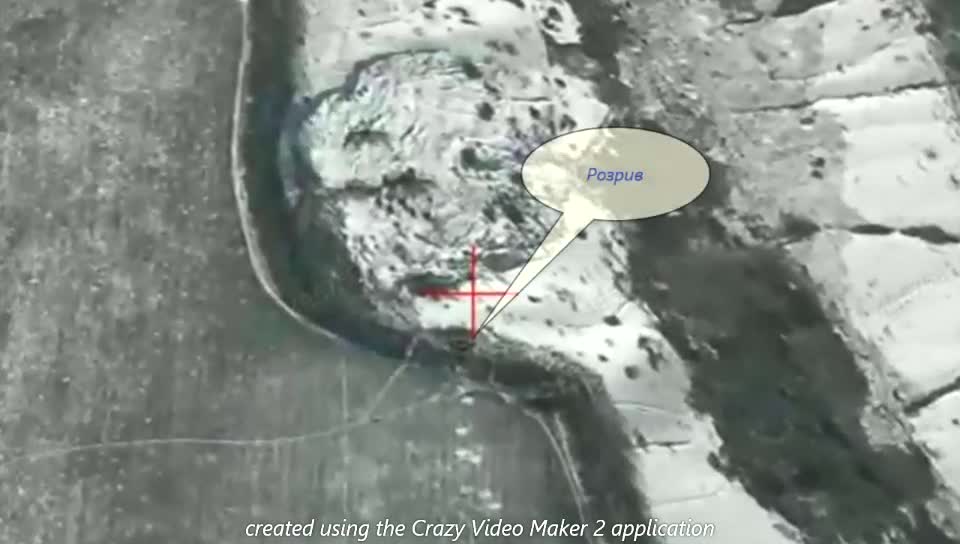 Розрив
created using the Crazy Video Maker 2 application